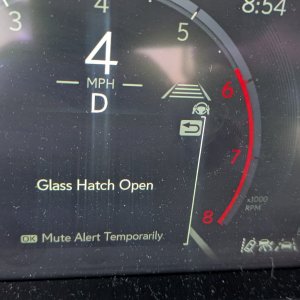 3
4
5
8:54
4
MPH
D
6
7
8
x1000
RPM
Glass Hatch Open
OK Mute Alert Temporarily